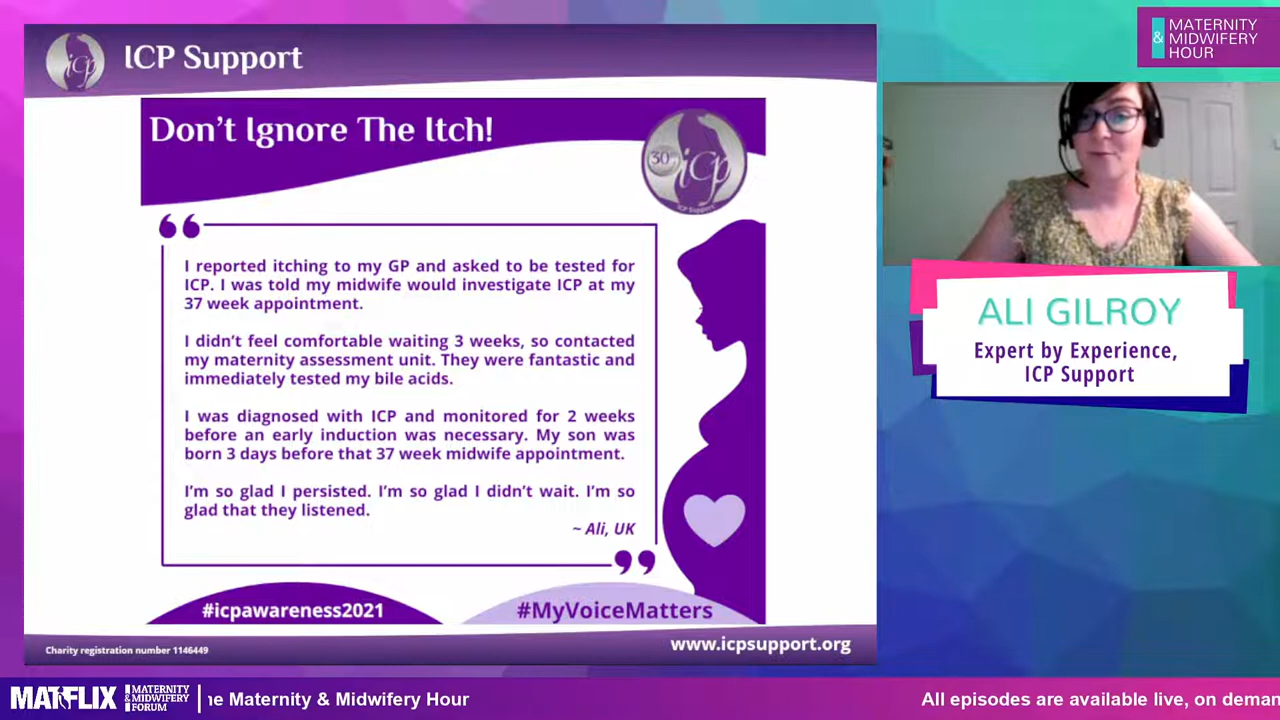 icp
ICP Support
MATERNITY
& MIDWIFERY
HOUR
Don't Ignore The Itch!
30
icp
ICP Support
I reported itching to my GP and asked to be tested for
ICP. I was told my midwife would investigate ICP at my
37 week appointment.
I didn't feel comfortable waiting 3 weeks, so contacted
my maternity assessment unit. They were fantastic and
immediately tested my bile acids.
I was diagnosed with ICP and monitored for 2 weeks
before an early induction was necessary. My son was
born 3 days before that 37 week midwife appointment.
I'm so glad I persisted. I'm so glad I didn't wait. I'm so
glad that they listened.
~ Ali, UK
#icpawareness2021
#MyVoiceMatters
Charity registration number 1146449
www.icpsupport.org
ALI GILROY
Expert by Experience,
ICP Support
MATFLIX
MATERNITY
& MIDWIFERY
FORUM
e Maternity & Midwifery Hour
All episodes are available live, on deman